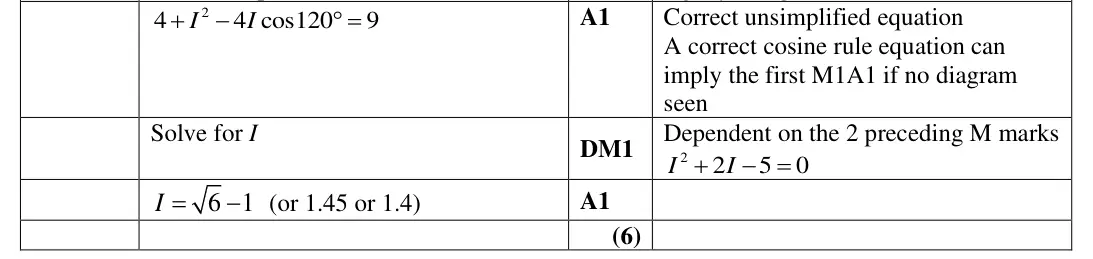 4 + I² − 4I cos120° = 9
A1
Correct unsimplified equation
A correct cosine rule equation can
imply the first M1A1 if no diagram
seen
Solve for I
DM1
Dependent on the 2 preceding M marks
I² + 2I − 5 = 0
I = √6 − 1 (or 1.45 or 1.4)
A1
(6)